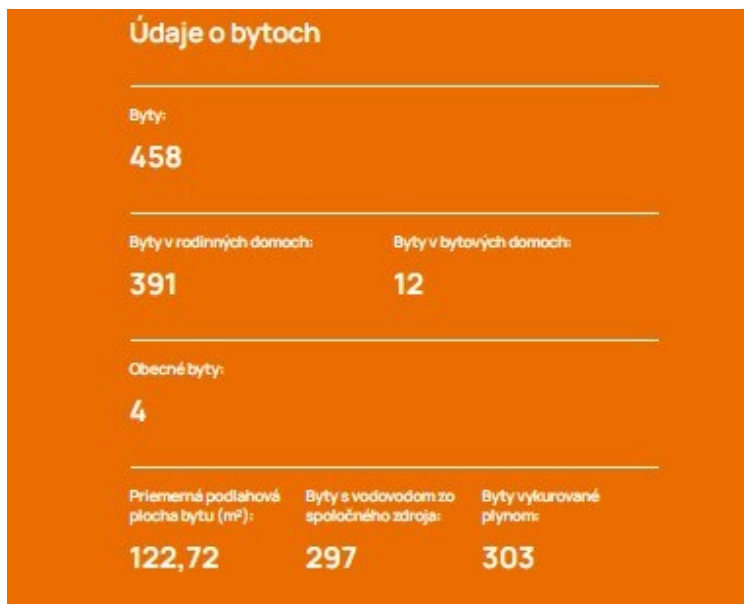 Údaje o bytoch
Byty:
458
Byty v rodinných domoch:
391
Byty v bytových domoch:
12
Obecné byty:
4
Priemerná podlahová
plocha bytu (m²):
122,72
Byty s vodovodom zo
spoločného zdroja:
297
Byty vykurované
plynom:
303